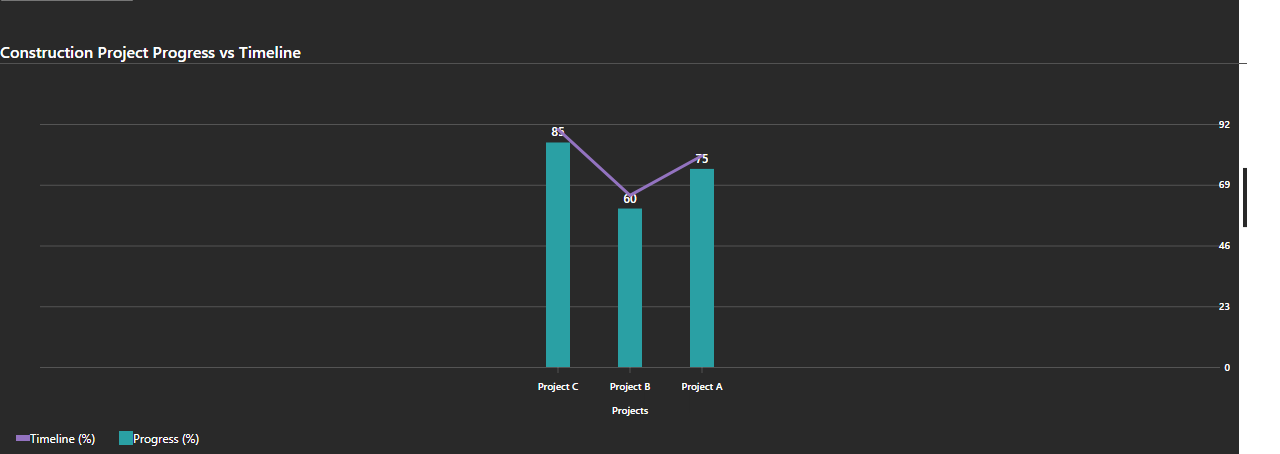 Construction Project Progress vs Timeline
92
85
75
69
60
46
23
0
Project C Project B Project A
Projects
Timeline (%) Progress (%)